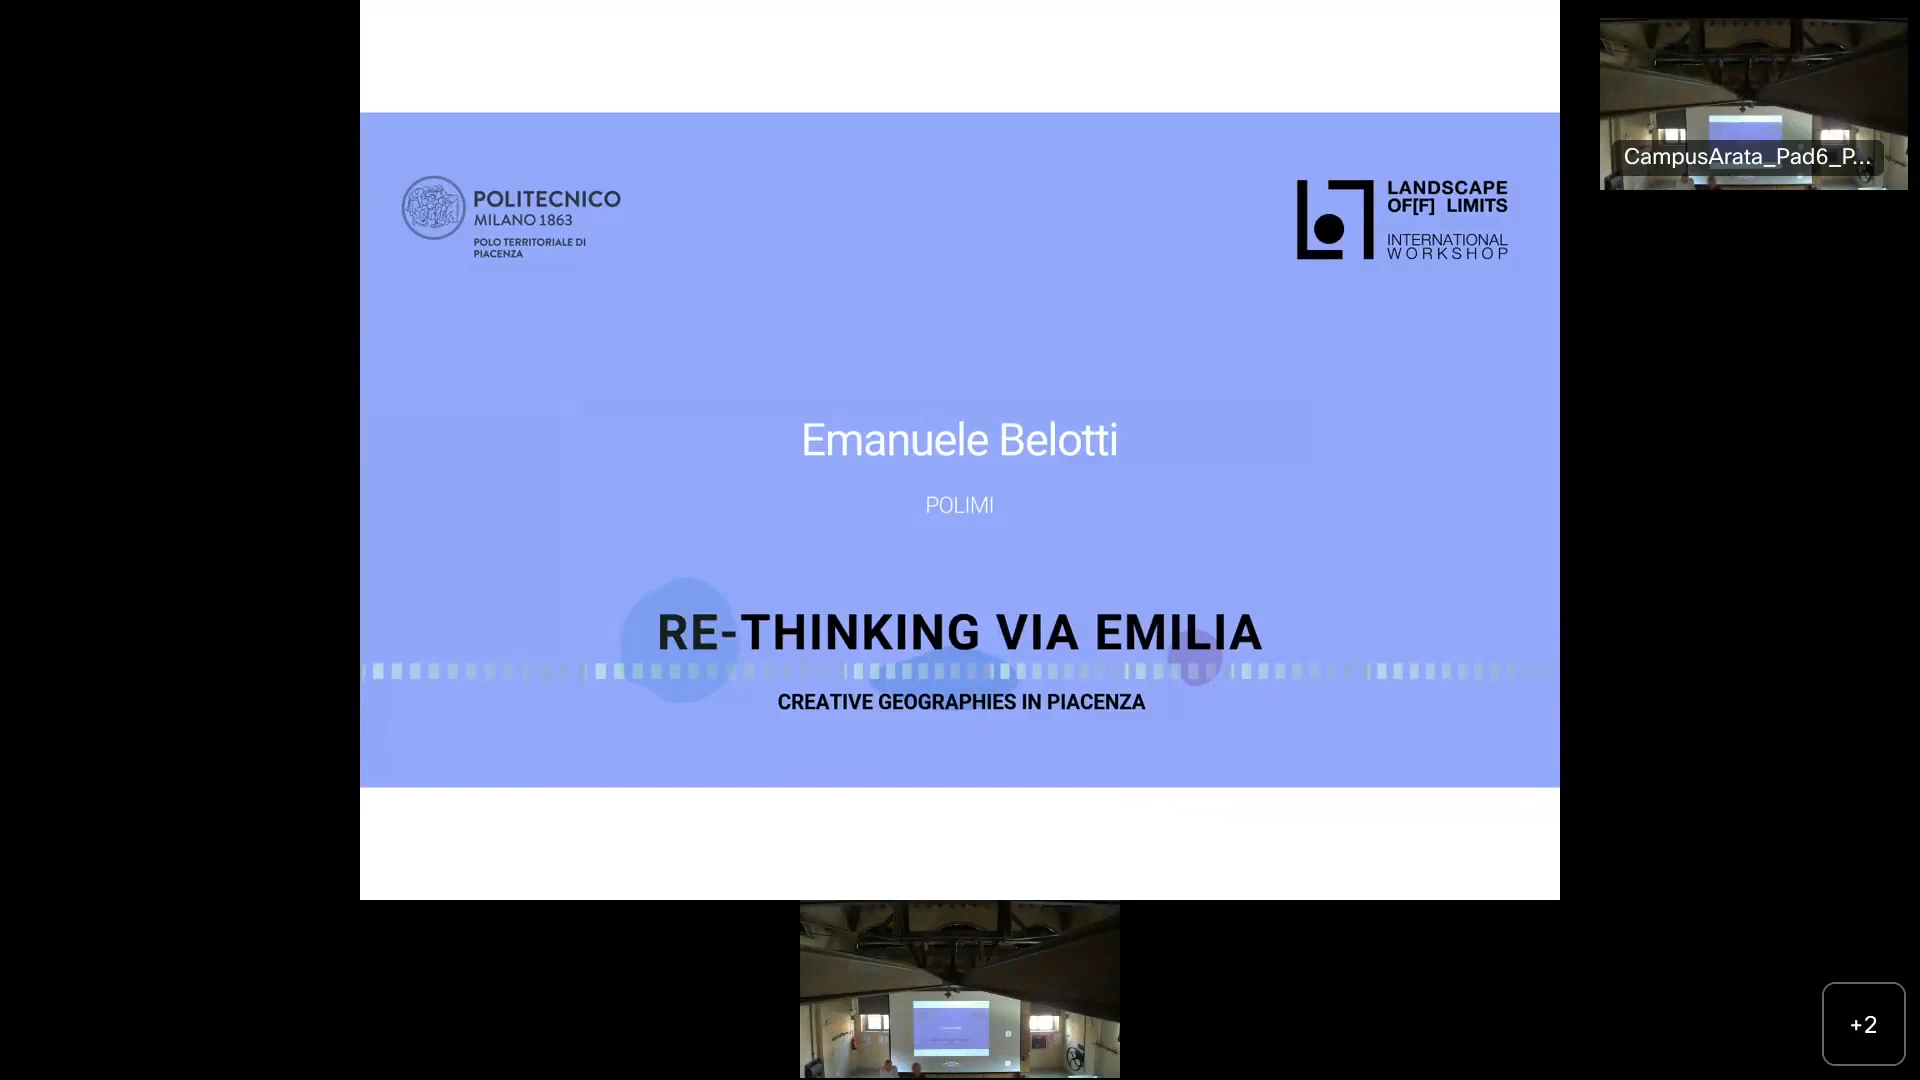 CampusArata_Pad6_P...
POLITECNICO
MILANO 1863
POLO TERRITORIALE DI
PIACENZA
LANDSCAPE
OF[F] LIMITS
INTERNATIONAL
WORKSHOP
Emanuele Belotti
POLIMI
RE-THINKING VIA EMILIA
CREATIVE GEOGRAPHIES IN PIACENZA
+2